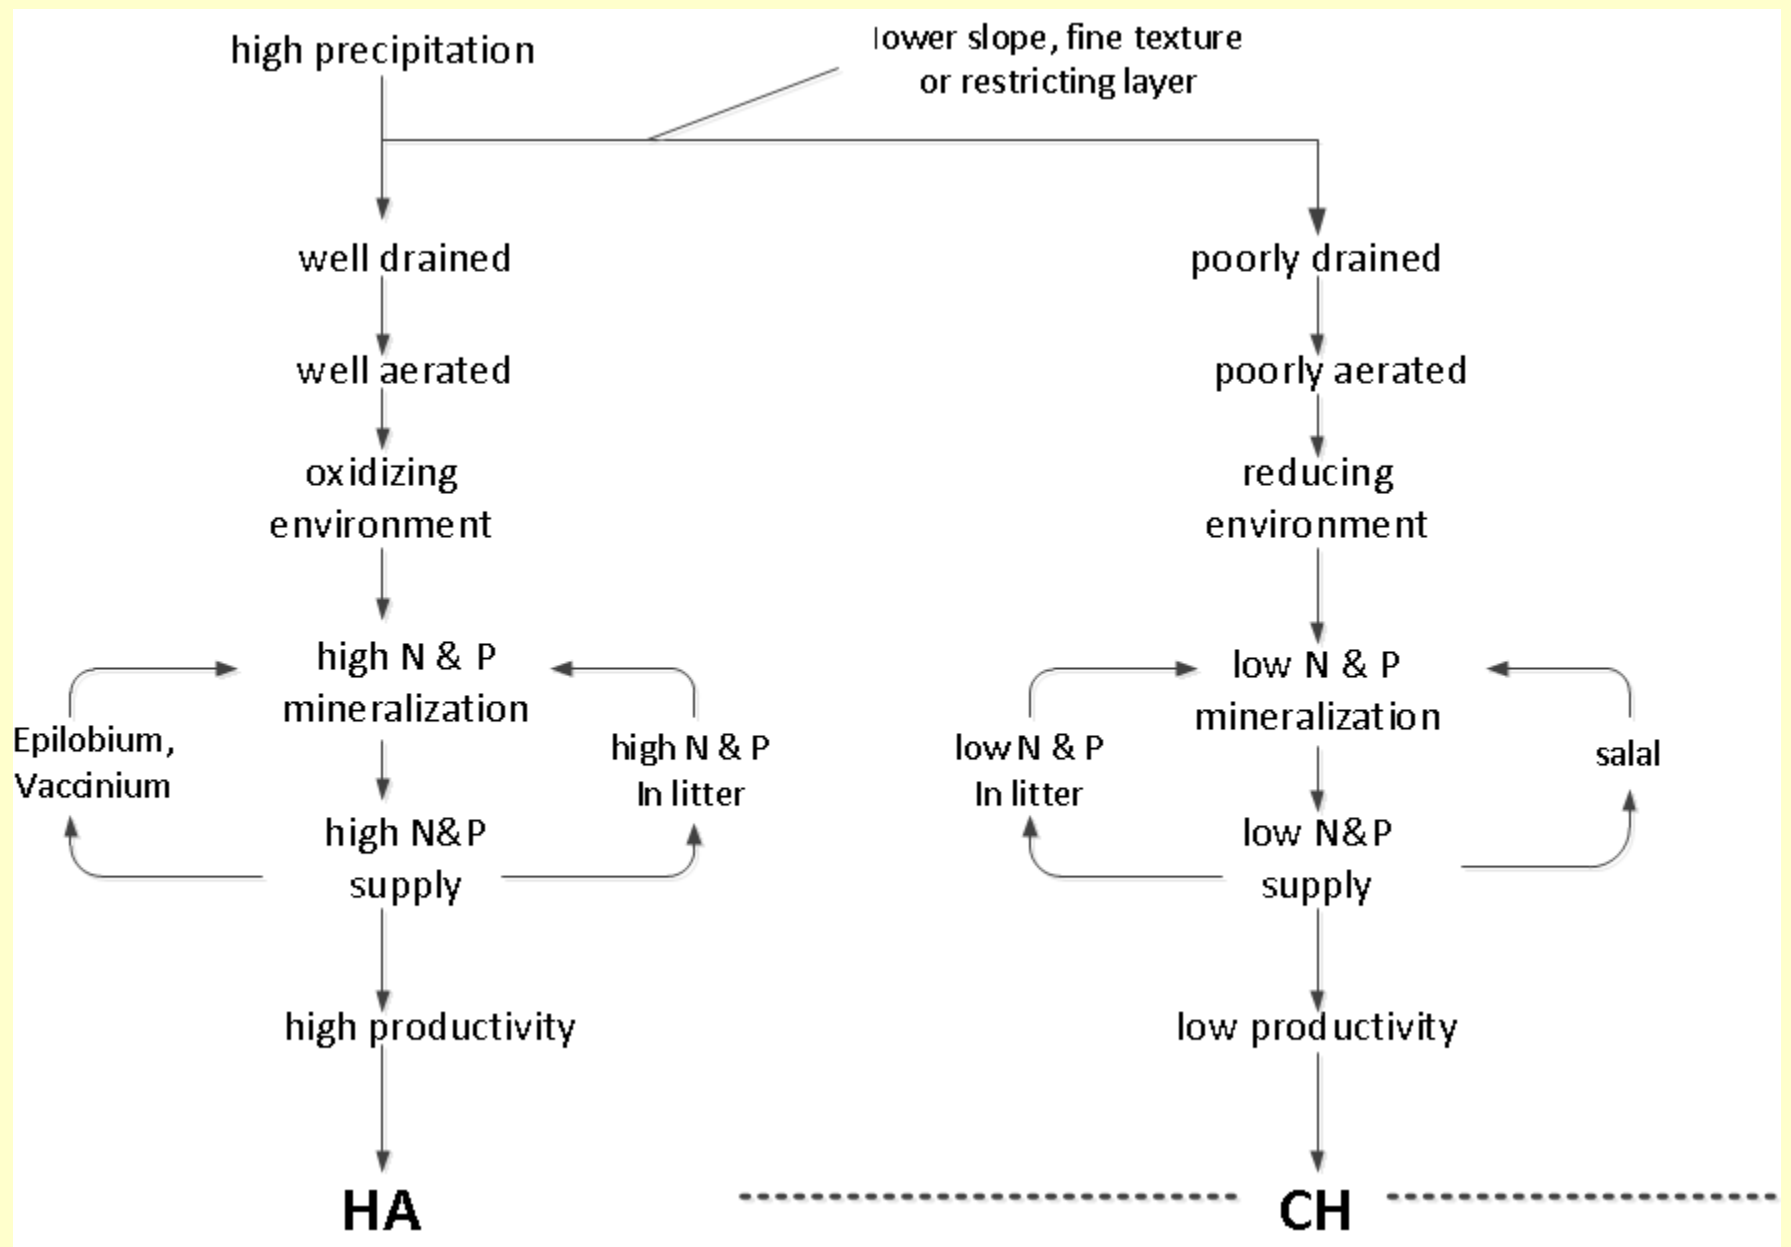 high precipitation
lower slope, fine texture
or restricting layer
well drained
poorly drained
well aerated
poorly aerated
oxidizing
environment
reducing
environment
high N & P
mineralization
low N & P
mineralization
Epilobium,
Vaccinium
high N & P
In litter
low N & P
In litter
salal
high N&P
supply
low N&P
supply
high productivity
low productivity
HA
CH